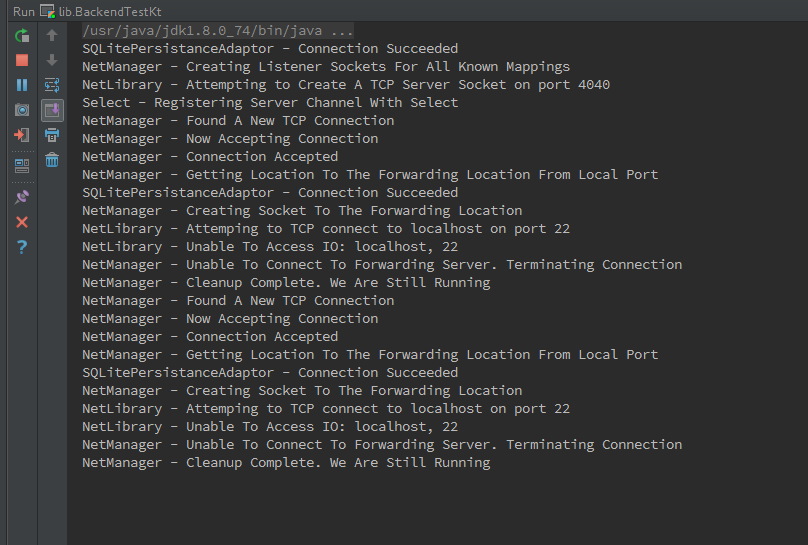 Run lib.BackendTestKt
/usr/java/jdk1.8.0_74/bin/java ...
SQLitePersistanceAdaptor - Connection Succeeded
NetManager - Creating Listener Sockets For All Known Mappings
NetLibrary - Attempting to Create A TCP Server Socket on port 4040
Select - Registering Server Channel With Select
NetManager - Found A New TCP Connection
NetManager - Now Accepting Connection
NetManager - Connection Accepted
NetManager - Getting Location To The Forwarding Location From Local Port
SQLitePersistanceAdaptor - Connection Succeeded
NetManager - Creating Socket To The Forwarding Location
NetLibrary - Attemping to TCP connect to localhost on port 22
NetLibrary - Unable To Access IO: localhost, 22
NetManager - Unable To Connect To Forwarding Server. Terminating Connection
NetManager - Cleanup Complete. We Are Still Running
NetManager - Found A New TCP Connection
NetManager - Now Accepting Connection
NetManager - Connection Accepted
NetManager - Getting Location To The Forwarding Location From Local Port
SQLitePersistanceAdaptor - Connection Succeeded
NetManager - Creating Socket To The Forwarding Location
NetLibrary - Attemping to TCP connect to localhost on port 22
NetLibrary - Unable To Access IO: localhost, 22
NetManager - Unable To Connect To Forwarding Server. Terminating Connection
NetManager - Cleanup Complete. We Are Still Running